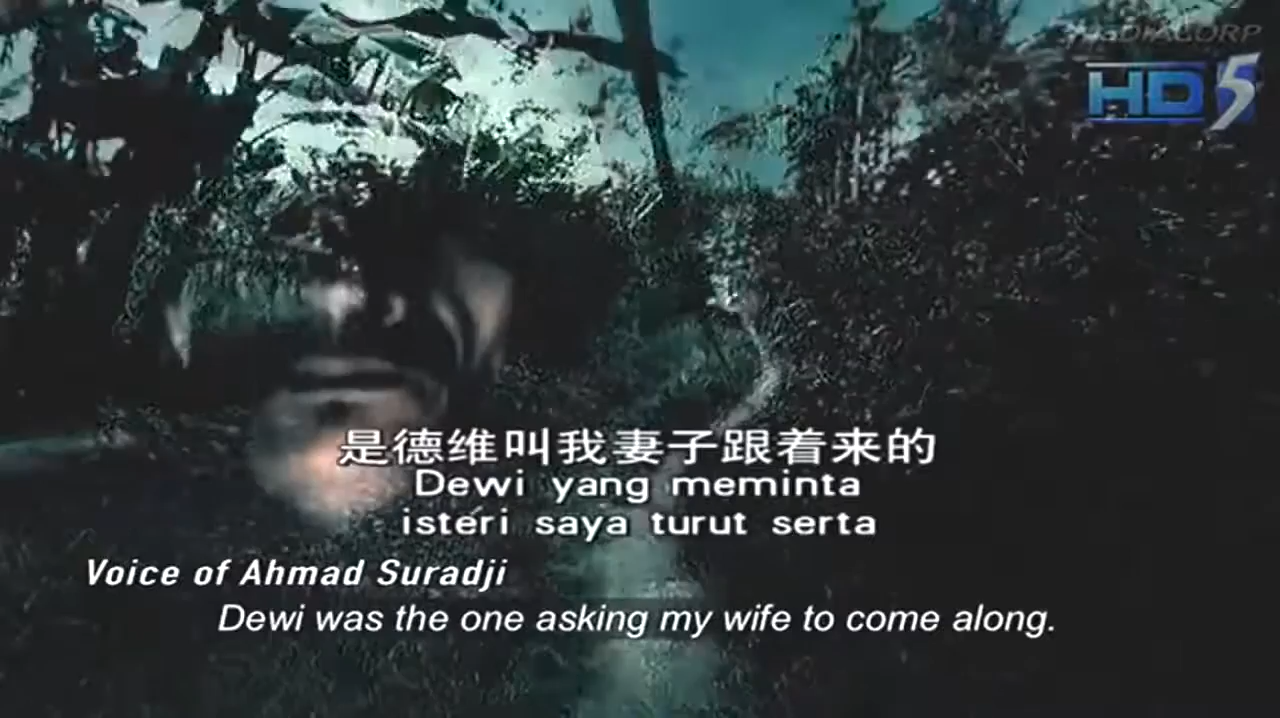 MEDIACORP
HD5
是德维叫我妻子跟着来的
Dewi yang meminta
isteri saya turut serta
Voice of Ahmad Suradji
Dewi was the one asking my wife to come along.